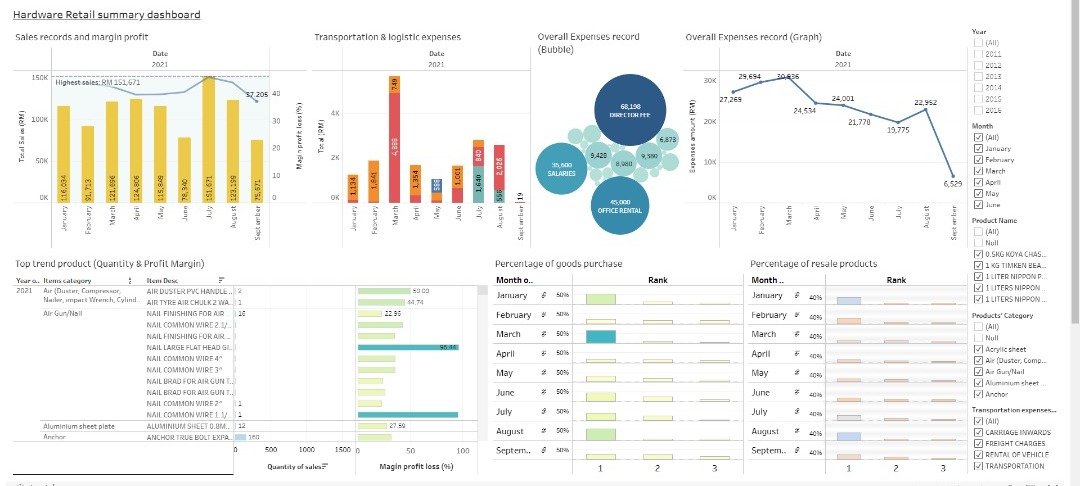 Hardware Retail summary dashboard
Sales records and margin profit
Date
2021
Highest sales: RM 151,671
150K
100K
50K
0K
Total Sales (RM)
116,034
91,713
121,696
124,806
115,849
78,340
151,671
123,199
75,671
37.205
40
30
20
10
0
Magin profit loss(%)
January
February
March
April
May
June
July
August
September
Transportation & logistic expenses
Date
2021
4K
2K
0K
Total (RM)
1,134
1,841
749
4,888
1,354
588
1,001
840
1,640
2,026
556
19
January
February
March
April
May
June
July
August
September
Overall Expenses record
(Bubble)
68,198
DIRECTOR FEE
6,873
9,428
8,980
9,380
35,600
SALARIES
45,000
OFFICE RENTAL
Overall Expenses record (Graph)
Date
2021
30K
20K
10K
0K
Expenses amount (RM)
27,269
29,694
30,936
24,534
24,001
21,778
19,775
22,952
6,529
January
February
March
April
May
June
July
August
September
Top trend product (Quantity & Profit Margin)
Year o.. Items category Item Desc
2021 Air (Duster, Compressor, AIR DUSTER PVC HANDLE .. 2 50.00
Nader, mpact Wrench, Cylind.. AIR TYRE AIR CHULK 2 WA.. 1 44.74
Air Gun/Nail NAIL FINISHING FOR AIR .. 16 22.96
NAIL COMMON WIRE 2.1/..
NAIL FINISHING FOR AIR ..
NAIL LARGE FLAT HEAD GI.. 96.44
NAIL COMMON WIRE 4"
NAIL COMMON WIRE 3"
NAIL BRAD FOR AIR GUN T..
NAIL BRAD FOR AIR GUN T..
NAIL COMMON WIRE 2" 1
NAIL COMMON WIRE 1.1/.. 1
Aluminium sheet plate ALUMINIUM SHEET 0.8M.. 12 27.59
Anchor ANCHOR TRUE BOLT EXPA.. 160
0 500 1000 1500
Quantity of sales
0 50 100
Magin profit loss (%)
Percentage of goods purchase
Month o.. Rank
January 50%
February 50%
March 50%
April 50%
May 50%
June 50%
July 50%
August 50%
Septem.. 50%
1 2 3
Percentage of resale products
Month .. Rank
January 40%
February 40%
March 40%
April 40%
May 40%
June 40%
July 40%
August 40%
Septem.. 40%
1 2 3
Year
(All)
2011
2012
2013
2014
2015
2016
Month
January
February
March
April
May
June
Product Name
(All)
Null
0.5KG KOYA CHAS...
1 KG TIMKEN BEA...
1 LITER NIPPON P...
1 LITERS NIPPON ...
1 LITERS NIPPON ...
Products' Category
(All)
Null
Acrylic sheet
Air (Duster, Comp...
Air Gun/Nail
Aluminium sheet ...
Anchor
Transportation expenses...
(All)
CARRIAGE INWARDS
FREIGHT CHARGES
RENTAL OF VEHICLE
TRANSPORTATION